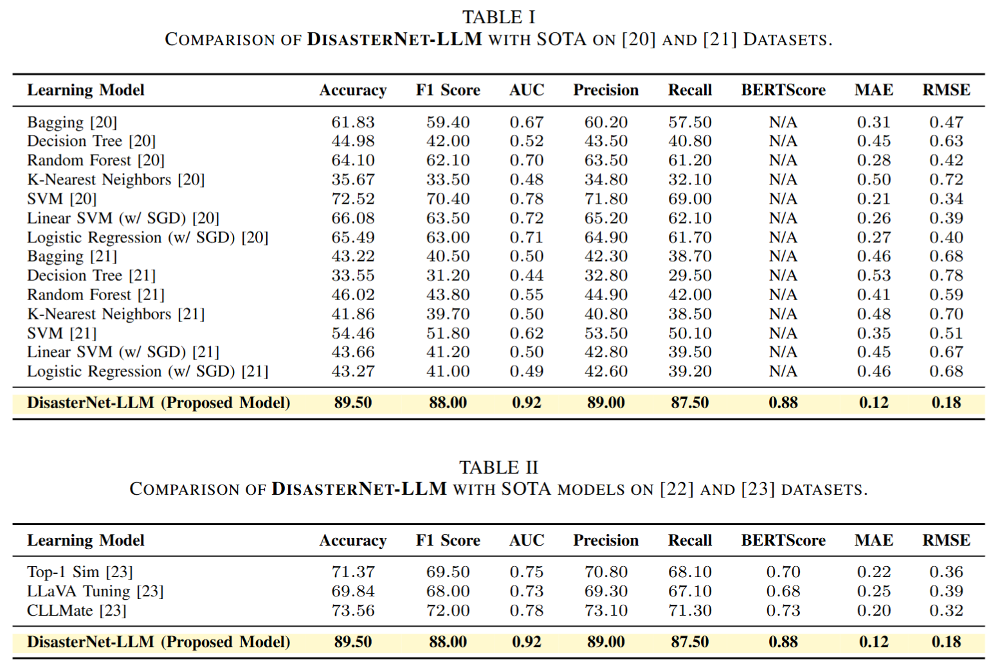 TABLE I
COMPARISON OF DISASTERNET-LLM WITH SOTA ON [20] AND [21] DATASETS.
Learning Model Accuracy F1 Score AUC Precision Recall BERTScore MAE RMSE
Bagging [20] 61.83 59.40 0.67 60.20 57.50 N/A 0.31 0.47
Decision Tree [20] 44.98 42.00 0.52 43.50 40.80 N/A 0.45 0.63
Random Forest [20] 64.10 62.10 0.70 63.50 61.20 N/A 0.28 0.42
K-Nearest Neighbors [20] 35.67 33.50 0.48 34.80 32.10 N/A 0.50 0.72
SVM [20] 72.52 70.40 0.78 71.80 69.00 N/A 0.21 0.34
Linear SVM (w/ SGD) [20] 66.08 63.50 0.72 65.20 62.10 N/A 0.26 0.39
Logistic Regression (w/ SGD) [20] 65.49 63.00 0.71 64.90 61.70 N/A 0.27 0.40
Bagging [21] 43.22 40.50 0.50 42.30 38.70 N/A 0.46 0.68
Decision Tree [21] 33.55 31.20 0.44 32.80 29.50 N/A 0.53 0.78
Random Forest [21] 46.02 43.80 0.55 44.90 42.00 N/A 0.41 0.59
K-Nearest Neighbors [21] 41.86 39.70 0.50 40.80 38.50 N/A 0.48 0.70
SVM [21] 54.46 51.80 0.62 53.50 50.10 N/A 0.35 0.51
Linear SVM (w/ SGD) [21] 43.66 41.20 0.50 42.80 39.50 N/A 0.45 0.67
Logistic Regression (w/ SGD) [21] 43.27 41.00 0.49 42.60 39.20 N/A 0.46 0.68
DisasterNet-LLM (Proposed Model) 89.50 88.00 0.92 89.00 87.50 0.88 0.12 0.18
TABLE II
COMPARISON OF DISASTERNET-LLM WITH SOTA MODELS ON [22] AND [23] DATASETS.
Learning Model Accuracy F1 Score AUC Precision Recall BERTScore MAE RMSE
Top-1 Sim [23] 71.37 69.50 0.75 70.80 68.10 0.70 0.22 0.36
LLaVA Tuning [23] 69.84 68.00 0.73 69.30 67.10 0.68 0.25 0.39
CLLMate [23] 73.56 72.00 0.78 73.10 71.30 0.73 0.20 0.32
DisasterNet-LLM (Proposed Model) 89.50 88.00 0.92 89.00 87.50 0.88 0.12 0.18